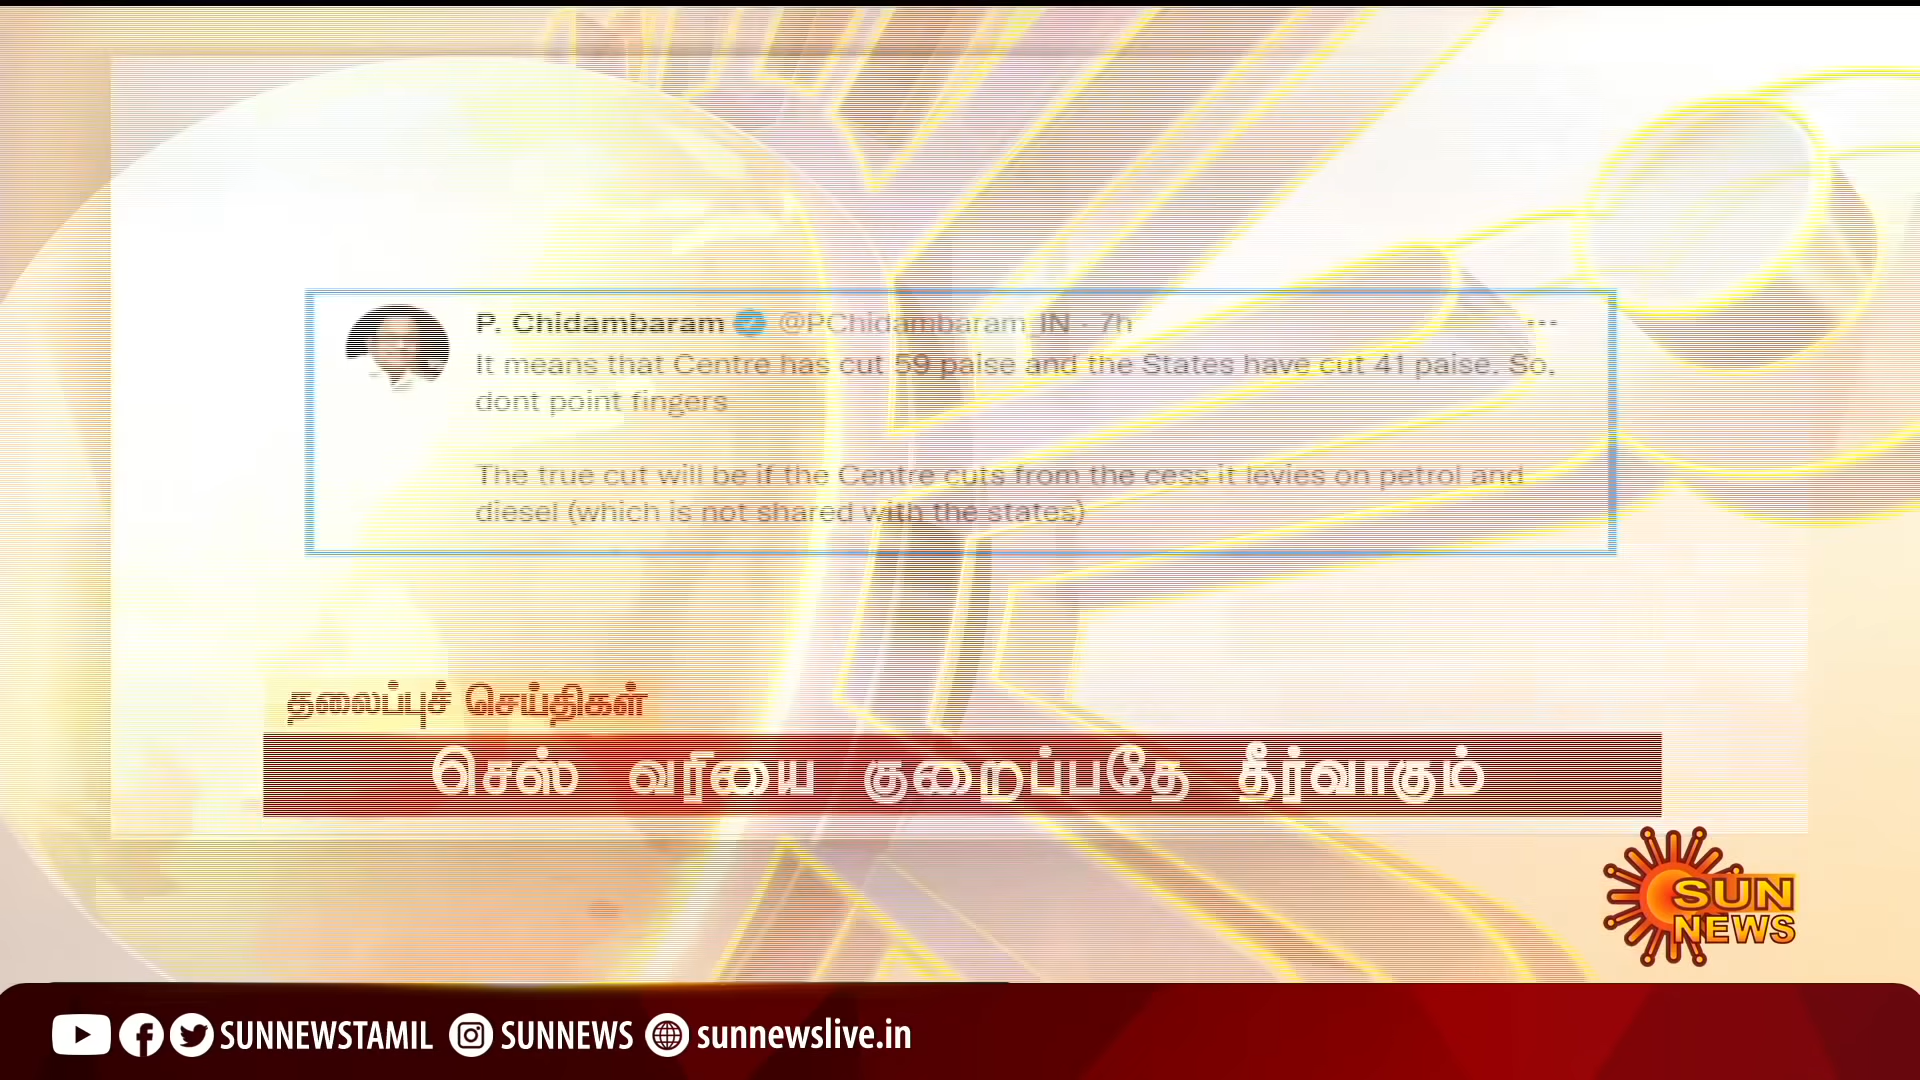 P. Chidambaram @PChidambaram_IN · 7h ...
It means that Centre has cut 59 paise and the States have cut 41 paise. So,
dont point fingers
The true cut will be if the Centre cuts from the cess it levies on petrol and
diesel (which is not shared with the states)
தலைப்புச் செய்திகள்
செஸ் வரியை குறைப்பதே தீர்வாகும்
SUN
NEWS
SUNNEWSTAMIL SUNNEWS sunnewslive.in